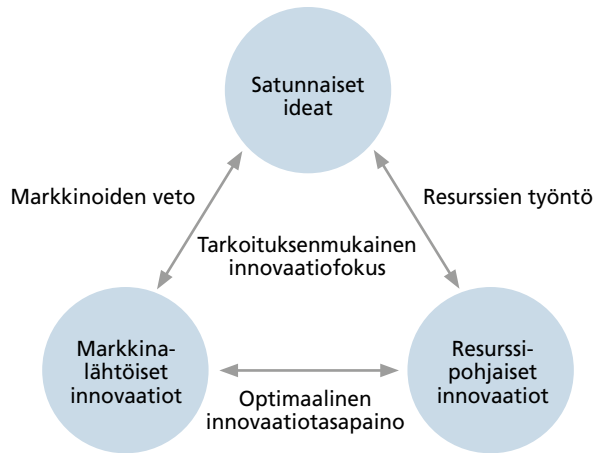 Satunnaiset
ideat
Markkinoiden veto
Resurssien työntö
Tarkoituksenmukainen
innovaatiofokus
Markkina-
lähtöiset
innovaatiot
Resurssi-
pohjaiset
innovaatiot
Optimaalinen
innovaatiotasapaino